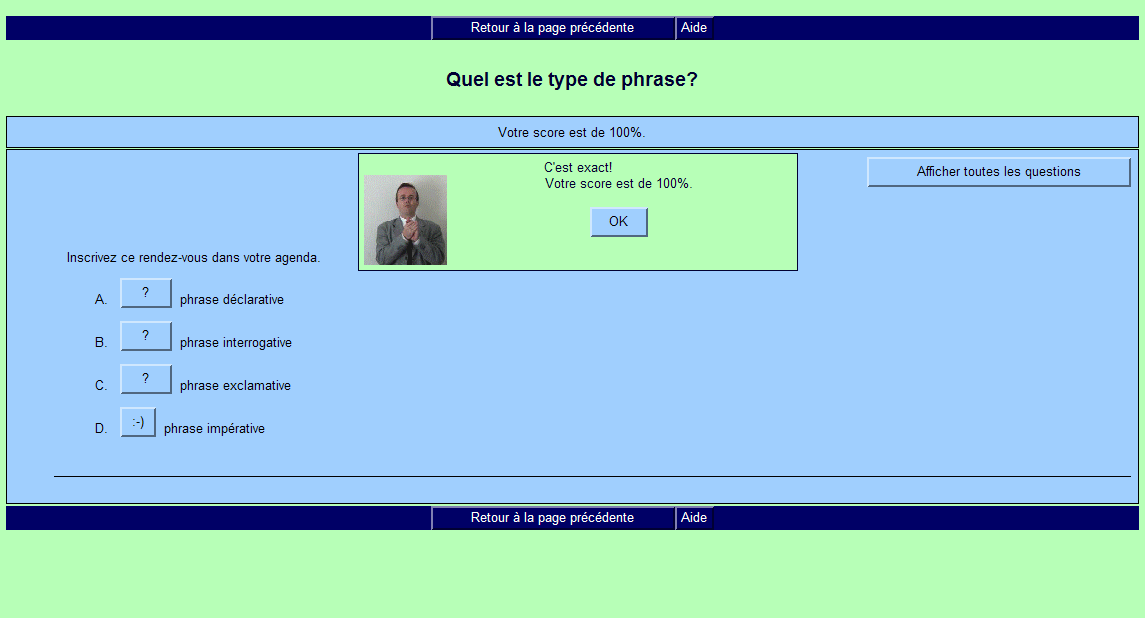 Retour à la page précédente Aide
Quel est le type de phrase?
Votre score est de 100%.
C'est exact!
Votre score est de 100%.
OK
Afficher toutes les questions
Inscrivez ce rendez-vous dans votre agenda.
A. ? phrase déclarative
B. ? phrase interrogative
C. ? phrase exclamative
D. :-) phrase impérative
Retour à la page précédente Aide